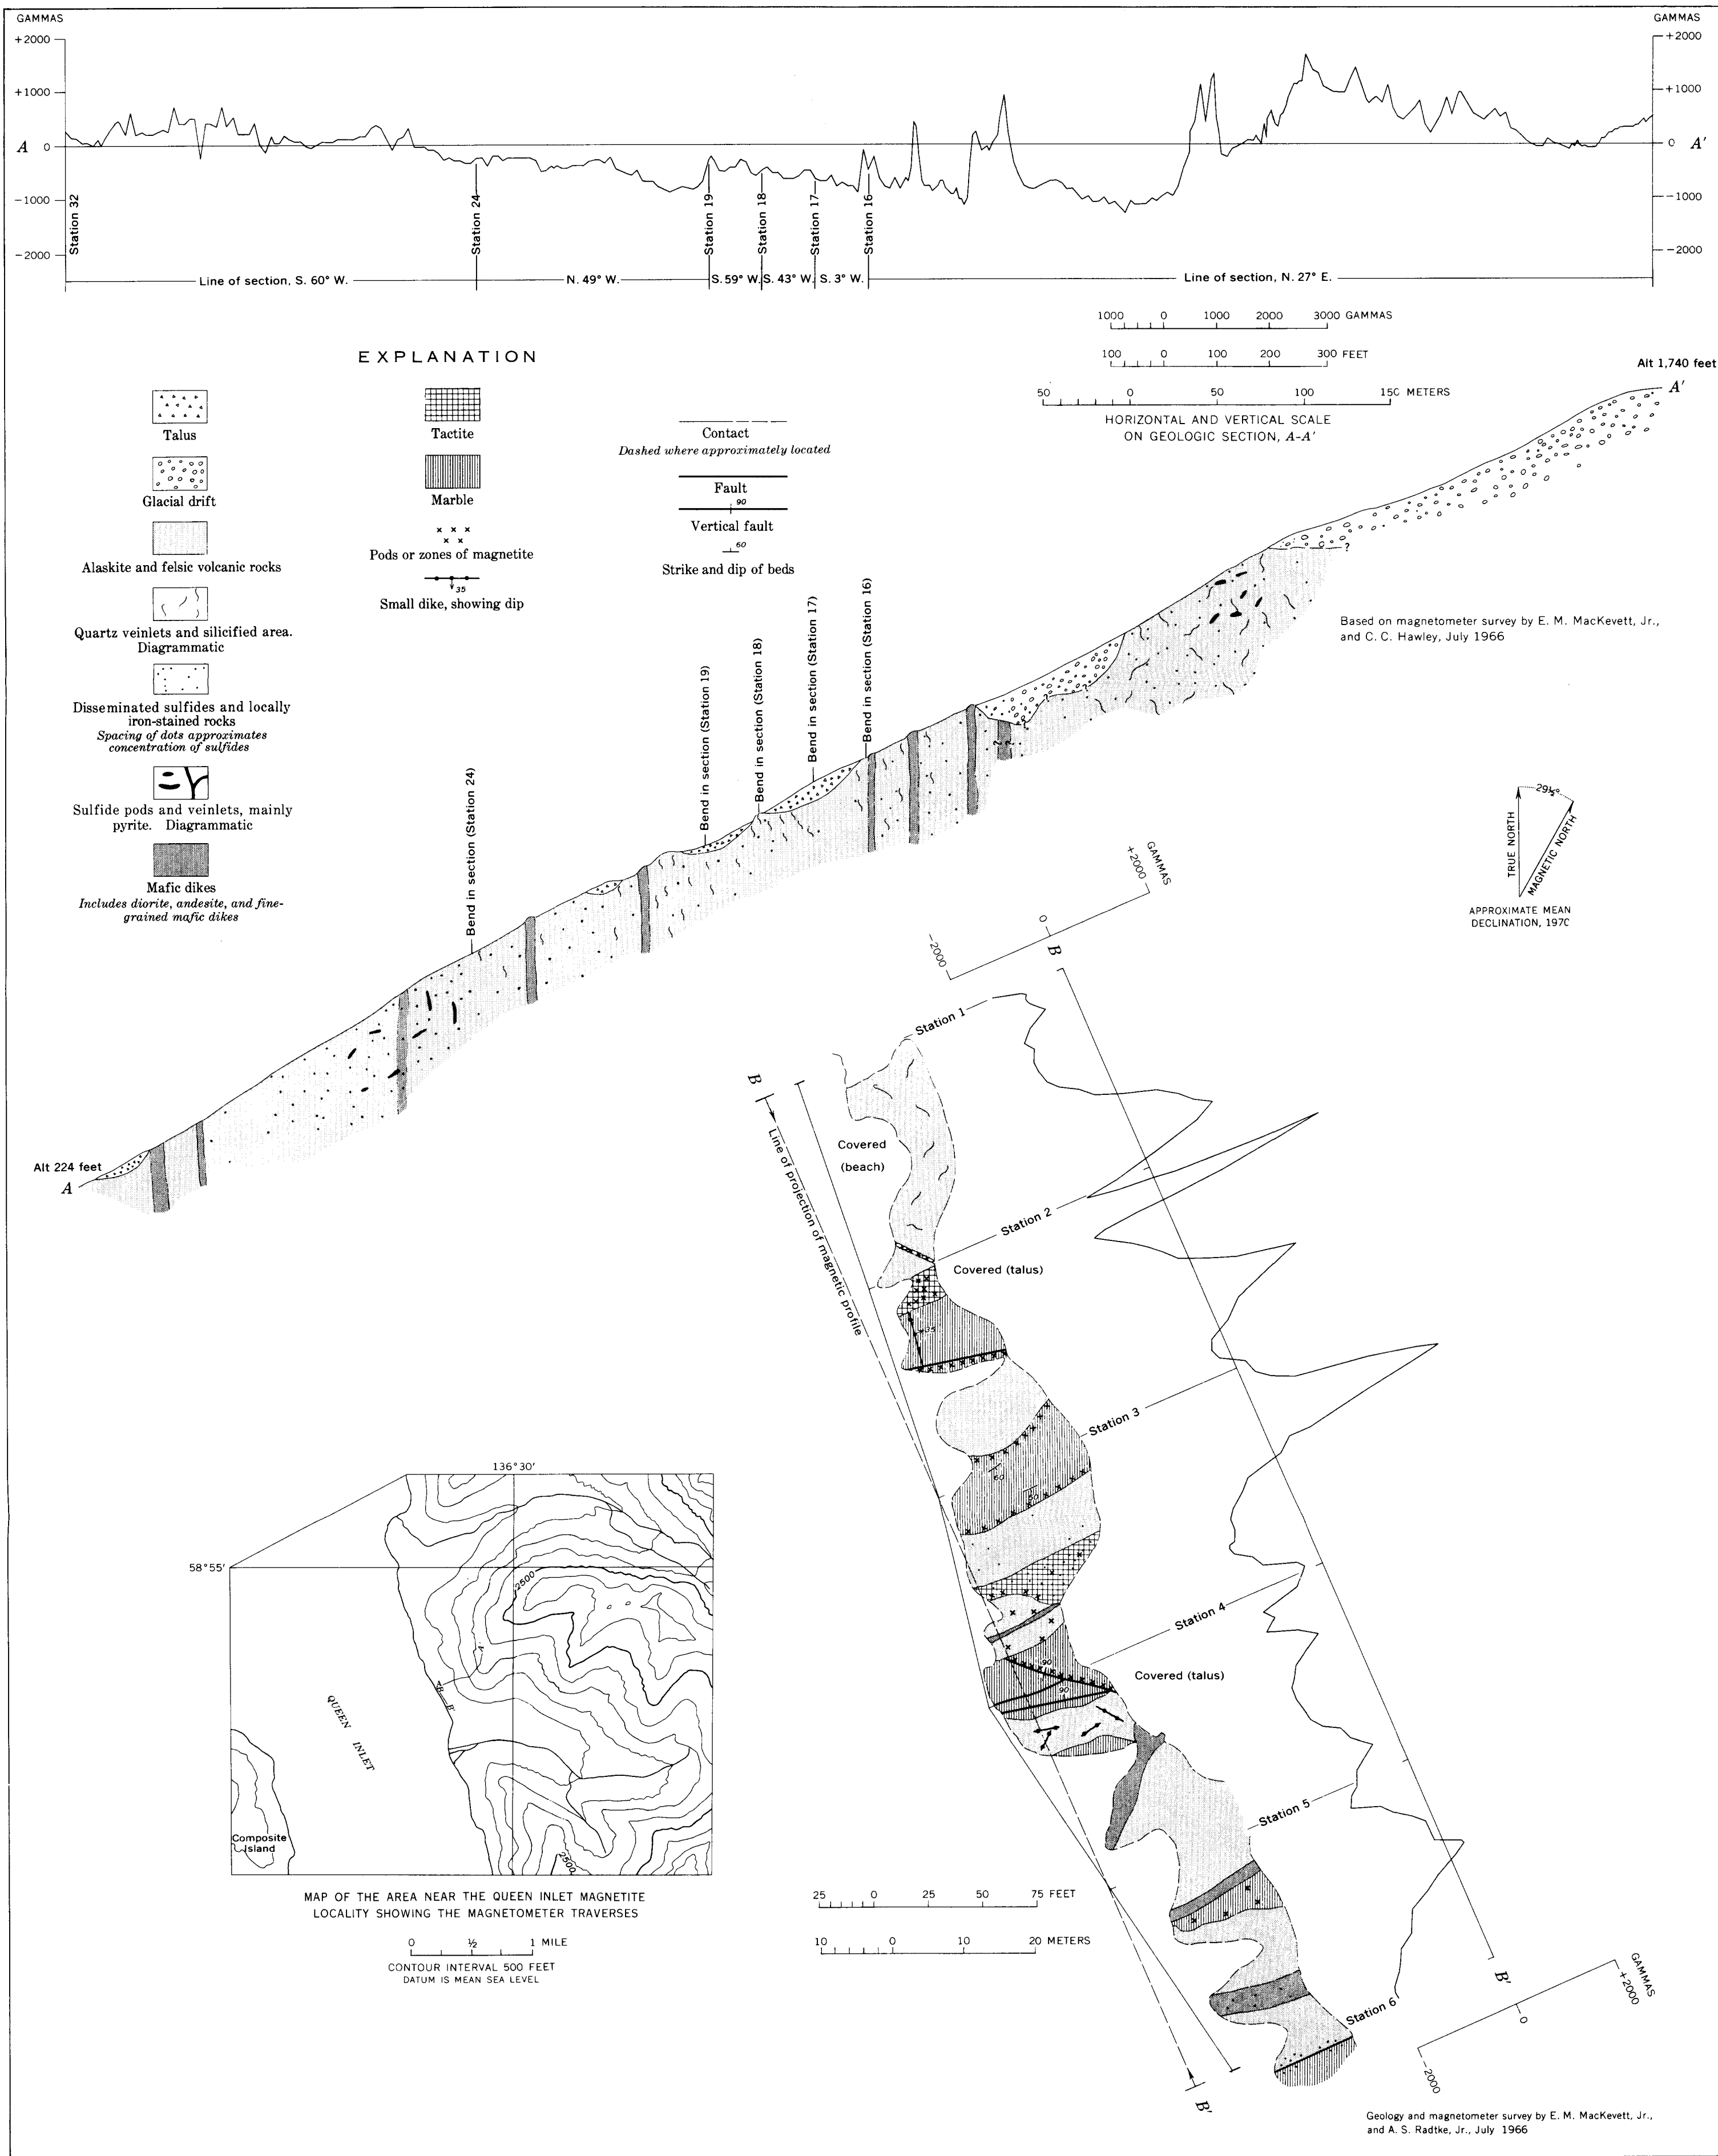 GAMMAS
+2000
+1000
A 0
-1000
-2000
GAMMAS
+2000
+1000
0 A'
-1000
-2000
Station 32
Station 24
Station 19
Station 18
Station 17
Station 16
Line of section, S. 60° W.
N. 49° W.
S. 59° W.
S. 43° W.
S. 3° W.
Line of section, N. 27° E.
1000 0 1000 2000 3000 GAMMAS
100 0 100 200 300 FEET
50 0 50 100 150 METERS
HORIZONTAL AND VERTICAL SCALE
ON GEOLOGIC SECTION, A-A'
EXPLANATION
Talus
Glacial drift
Alaskite and felsic volcanic rocks
Quartz veinlets and silicified area.
Diagrammatic
Disseminated sulfides and locally
iron-stained rocks
Spacing of dots approximates
concentration of sulfides
Sulfide pods and veinlets, mainly
pyrite. Diagrammatic
Mafic dikes
Includes diorite, andesite, and fine-
grained mafic dikes
Tactite
Marble
Pods or zones of magnetite
35
Small dike, showing dip
Contact
Dashed where approximately located
Fault
90
Vertical fault
60
Strike and dip of beds
Alt 1,740 feet
A'
?
Based on magnetometer survey by E. M. MacKevett, Jr.,
and C. C. Hawley, July 1966
Bend in section (Station 16)
Bend in section (Station 17)
Bend in section (Station 18)
Bend in section (Station 19)
Bend in section (Station 24)
Alt 224 feet
A
29½°
TRUE NORTH
MAGNETIC NORTH
APPROXIMATE MEAN
DECLINATION, 1970
GAMMAS
+2000
0
-2000
B
Station 1
B
Line of projection of magnetic profile
Covered
(beach)
Station 2
Covered (talus)
35
Station 3
60
50
Station 4
90
Covered (talus)
90
Station 5
Station 6
B'
B'
GAMMAS
+2000
0
-2000
136°30'
58°55'
2500
A'
A
B
B'
QUEEN INLET
Composite
Island
2500
MAP OF THE AREA NEAR THE QUEEN INLET MAGNETITE
LOCALITY SHOWING THE MAGNETOMETER TRAVERSES
0 ½ 1 MILE
CONTOUR INTERVAL 500 FEET
DATUM IS MEAN SEA LEVEL
25 0 25 50 75 FEET
10 0 10 20 METERS
Geology and magnetometer survey by E. M. MacKevett, Jr.,
and A. S. Radtke, Jr., July 1966